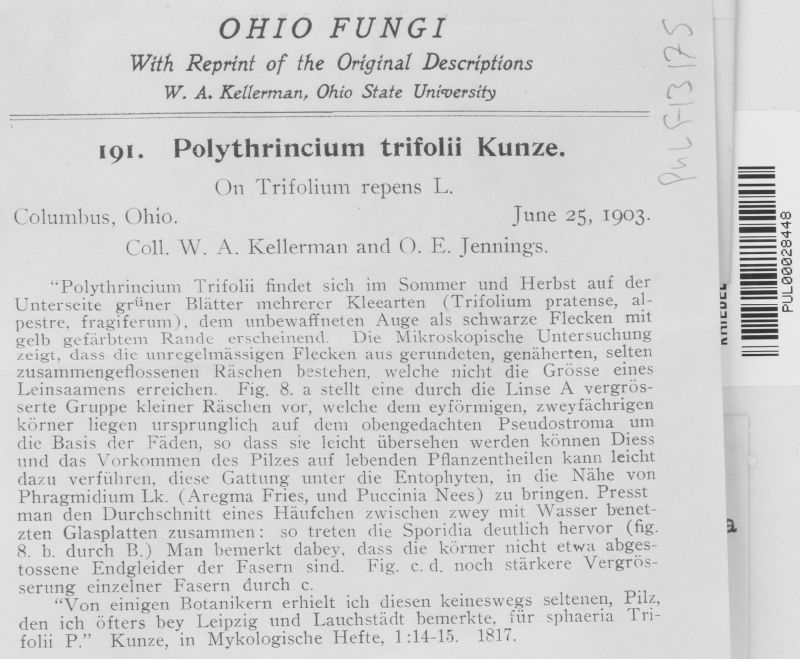 OHIO FUNGI
With Reprint of the Original Descriptions
W. A. Kellerman, Ohio State University
191. Polythrincium trifolii Kunze.
On Trifolium repens L.
Columbus, Ohio. June 25, 1903.
Coll. W. A. Kellerman and O. E. Jennings.
"Polythrincium Trifolii findet sich im Sommer und Herbst auf der
Unterseite grüner Blätter mehrerer Kleearten (Trifolium pratense, al-
pestre, fragiferum), dem unbewaffneten Auge als schwarze Flecken mit
gelb gefärbtem Rande erscheinend. Die Mikroskopische Untersuchung
zeigt, dass die unregelmässigen Flecken aus gerundeten, genäherten, selten
zusammengeflossenen Räschen bestehen, welche nicht die Grösse eines
Leinsaamens erreichen. Fig. 8. a stellt eine durch die Linse A vergrös-
serte Gruppe kleiner Räschen vor, welche dem eyförmigen, zweyfächrigen
körner liegen ursprunglich auf dem obengedachten Pseudostroma um
die Basis der Fäden, so dass sie leicht übersehen werden können Diess
und das Vorkommen des Pilzes auf lebenden Pflanzentheilen kann leicht
dazu verführen, diese Gattung unter die Entophyten, in die Nähe von
Phragmidium Lk. (Aregma Fries, und Puccinia Nees) zu bringen. Presst
man den Durchschnitt eines Häufchen zwischen zwey mit Wasser benet-
zten Glasplatten zusammen: so treten die Sporidia deutlich hervor (fig.
8. b. durch B.) Man bemerkt dabey, dass die körner nicht etwa abges-
tossene Endglieder der Fasern sind. Fig. c. d. noch stärkere Vergrös-
serung einzelner Fasern durch c.
"Von einigen Botanikern erhielt ich diesen keineswegs seltenen, Pilz,
den ich öfters bey Leipzig und Lauchstädt bemerkte, für sphaeria Tri-
folii P." Kunze, in Mykologische Hefte, 1:14-15. 1817.
PUL F13175
PUL00028448
KRIEBEL
a